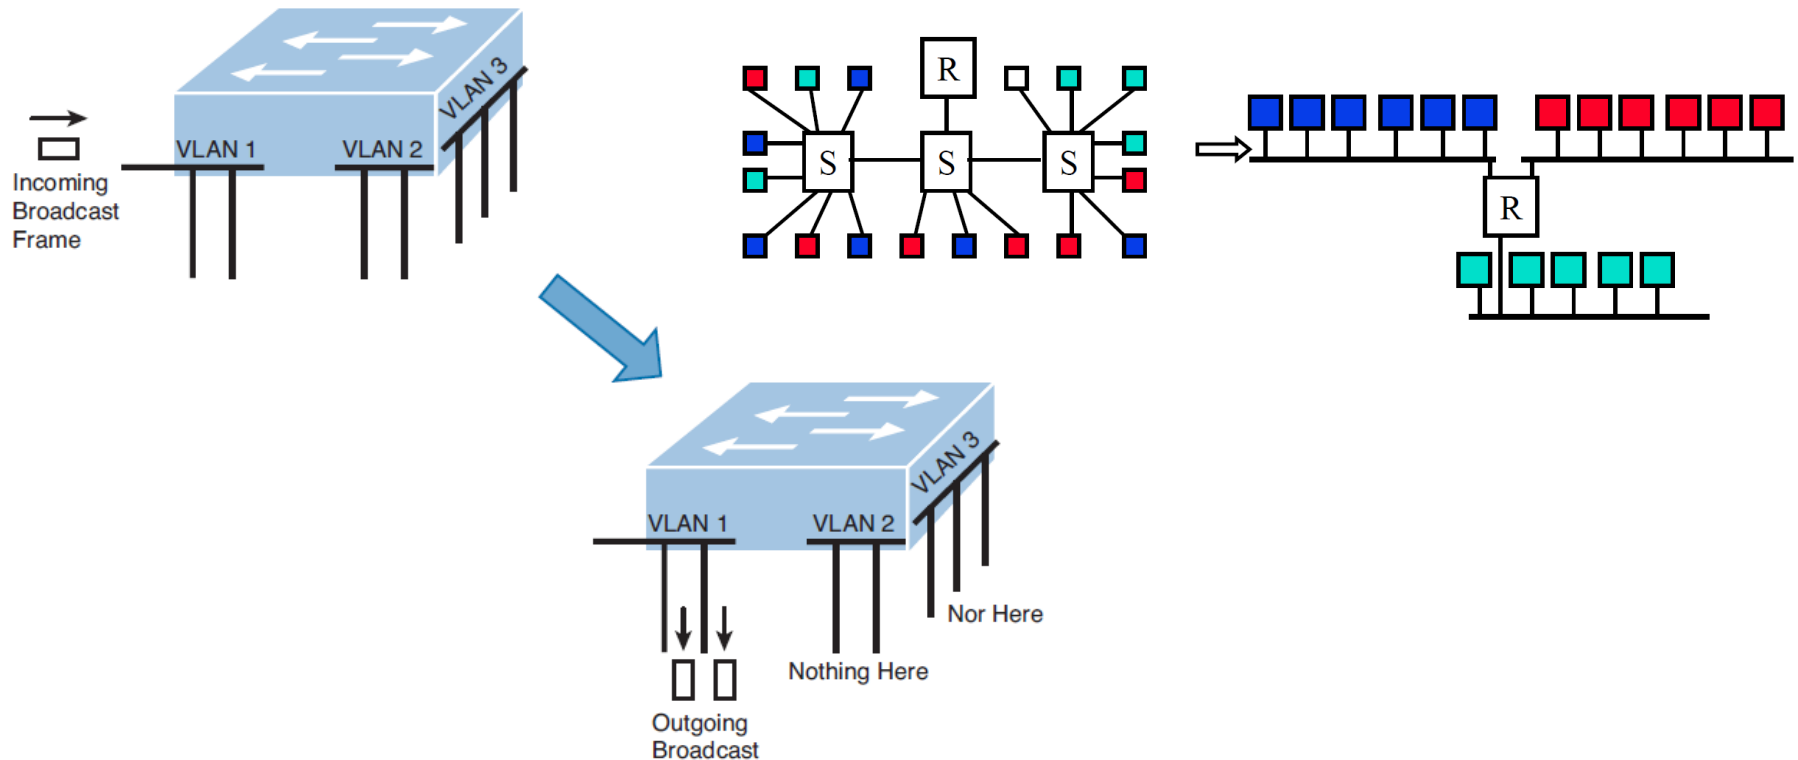 VLAN 1
VLAN 2
VLAN 3
Incoming
Broadcast
Frame
R
S
S
S
R
VLAN 1
VLAN 2
VLAN 3
Nor Here
Nothing Here
Outgoing
Broadcast